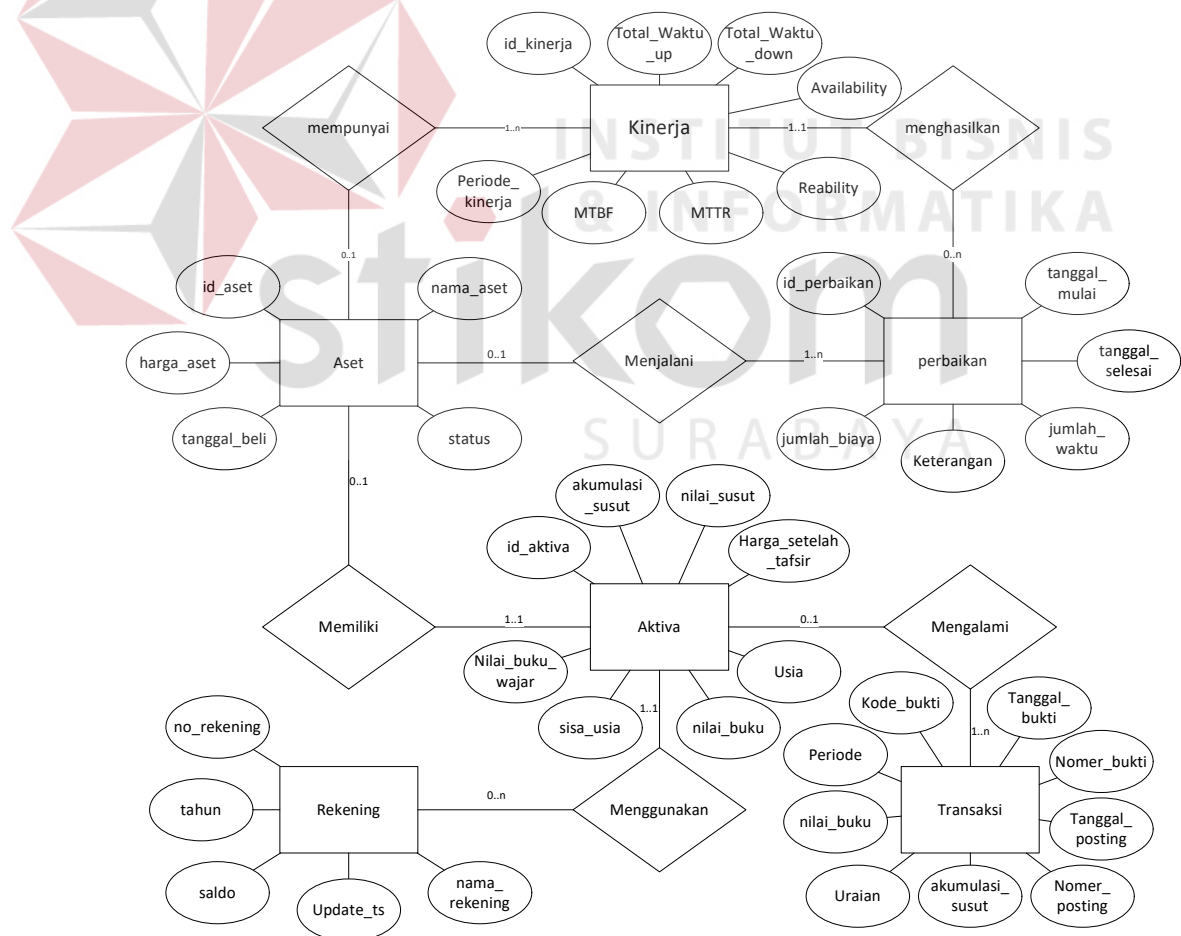 id_kinerja
Total_Waktu
_up
Total_Waktu
_down
Availability
mempunyai
1..n
Kinerja
1..1
menghasilkan
INSTITUT BISNIS
Periode_
kinerja
MTBF
MTTR
Reability
& INFORMATIKA
0..1
0..n
id_aset
nama_aset
stikom
id_perbaikan
tanggal_
mulai
harga_aset
Aset
0..1
Menjalani
1..n
perbaikan
tanggal_
selesai
tanggal_beli
status
SURABAYA
jumlah_biaya
Keterangan
jumlah_
waktu
0..1
akumulasi
_susut
nilai_susut
id_aktiva
Harga_setelah
_tafsir
Memiliki
1..1
Aktiva
0..1
Mengalami
Nilai_buku_
wajar
Usia
sisa_usia
1..1
nilai_buku
Kode_bukti
Tanggal_
bukti
1..n
no_rekening
Periode
Nomer_bukti
tahun
Rekening
0..n
Menggunakan
nilai_buku
Transaksi
Tanggal_
posting
saldo
Update_ts
nama_
rekening
Uraian
akumulasi_
susut
Nomer_
posting